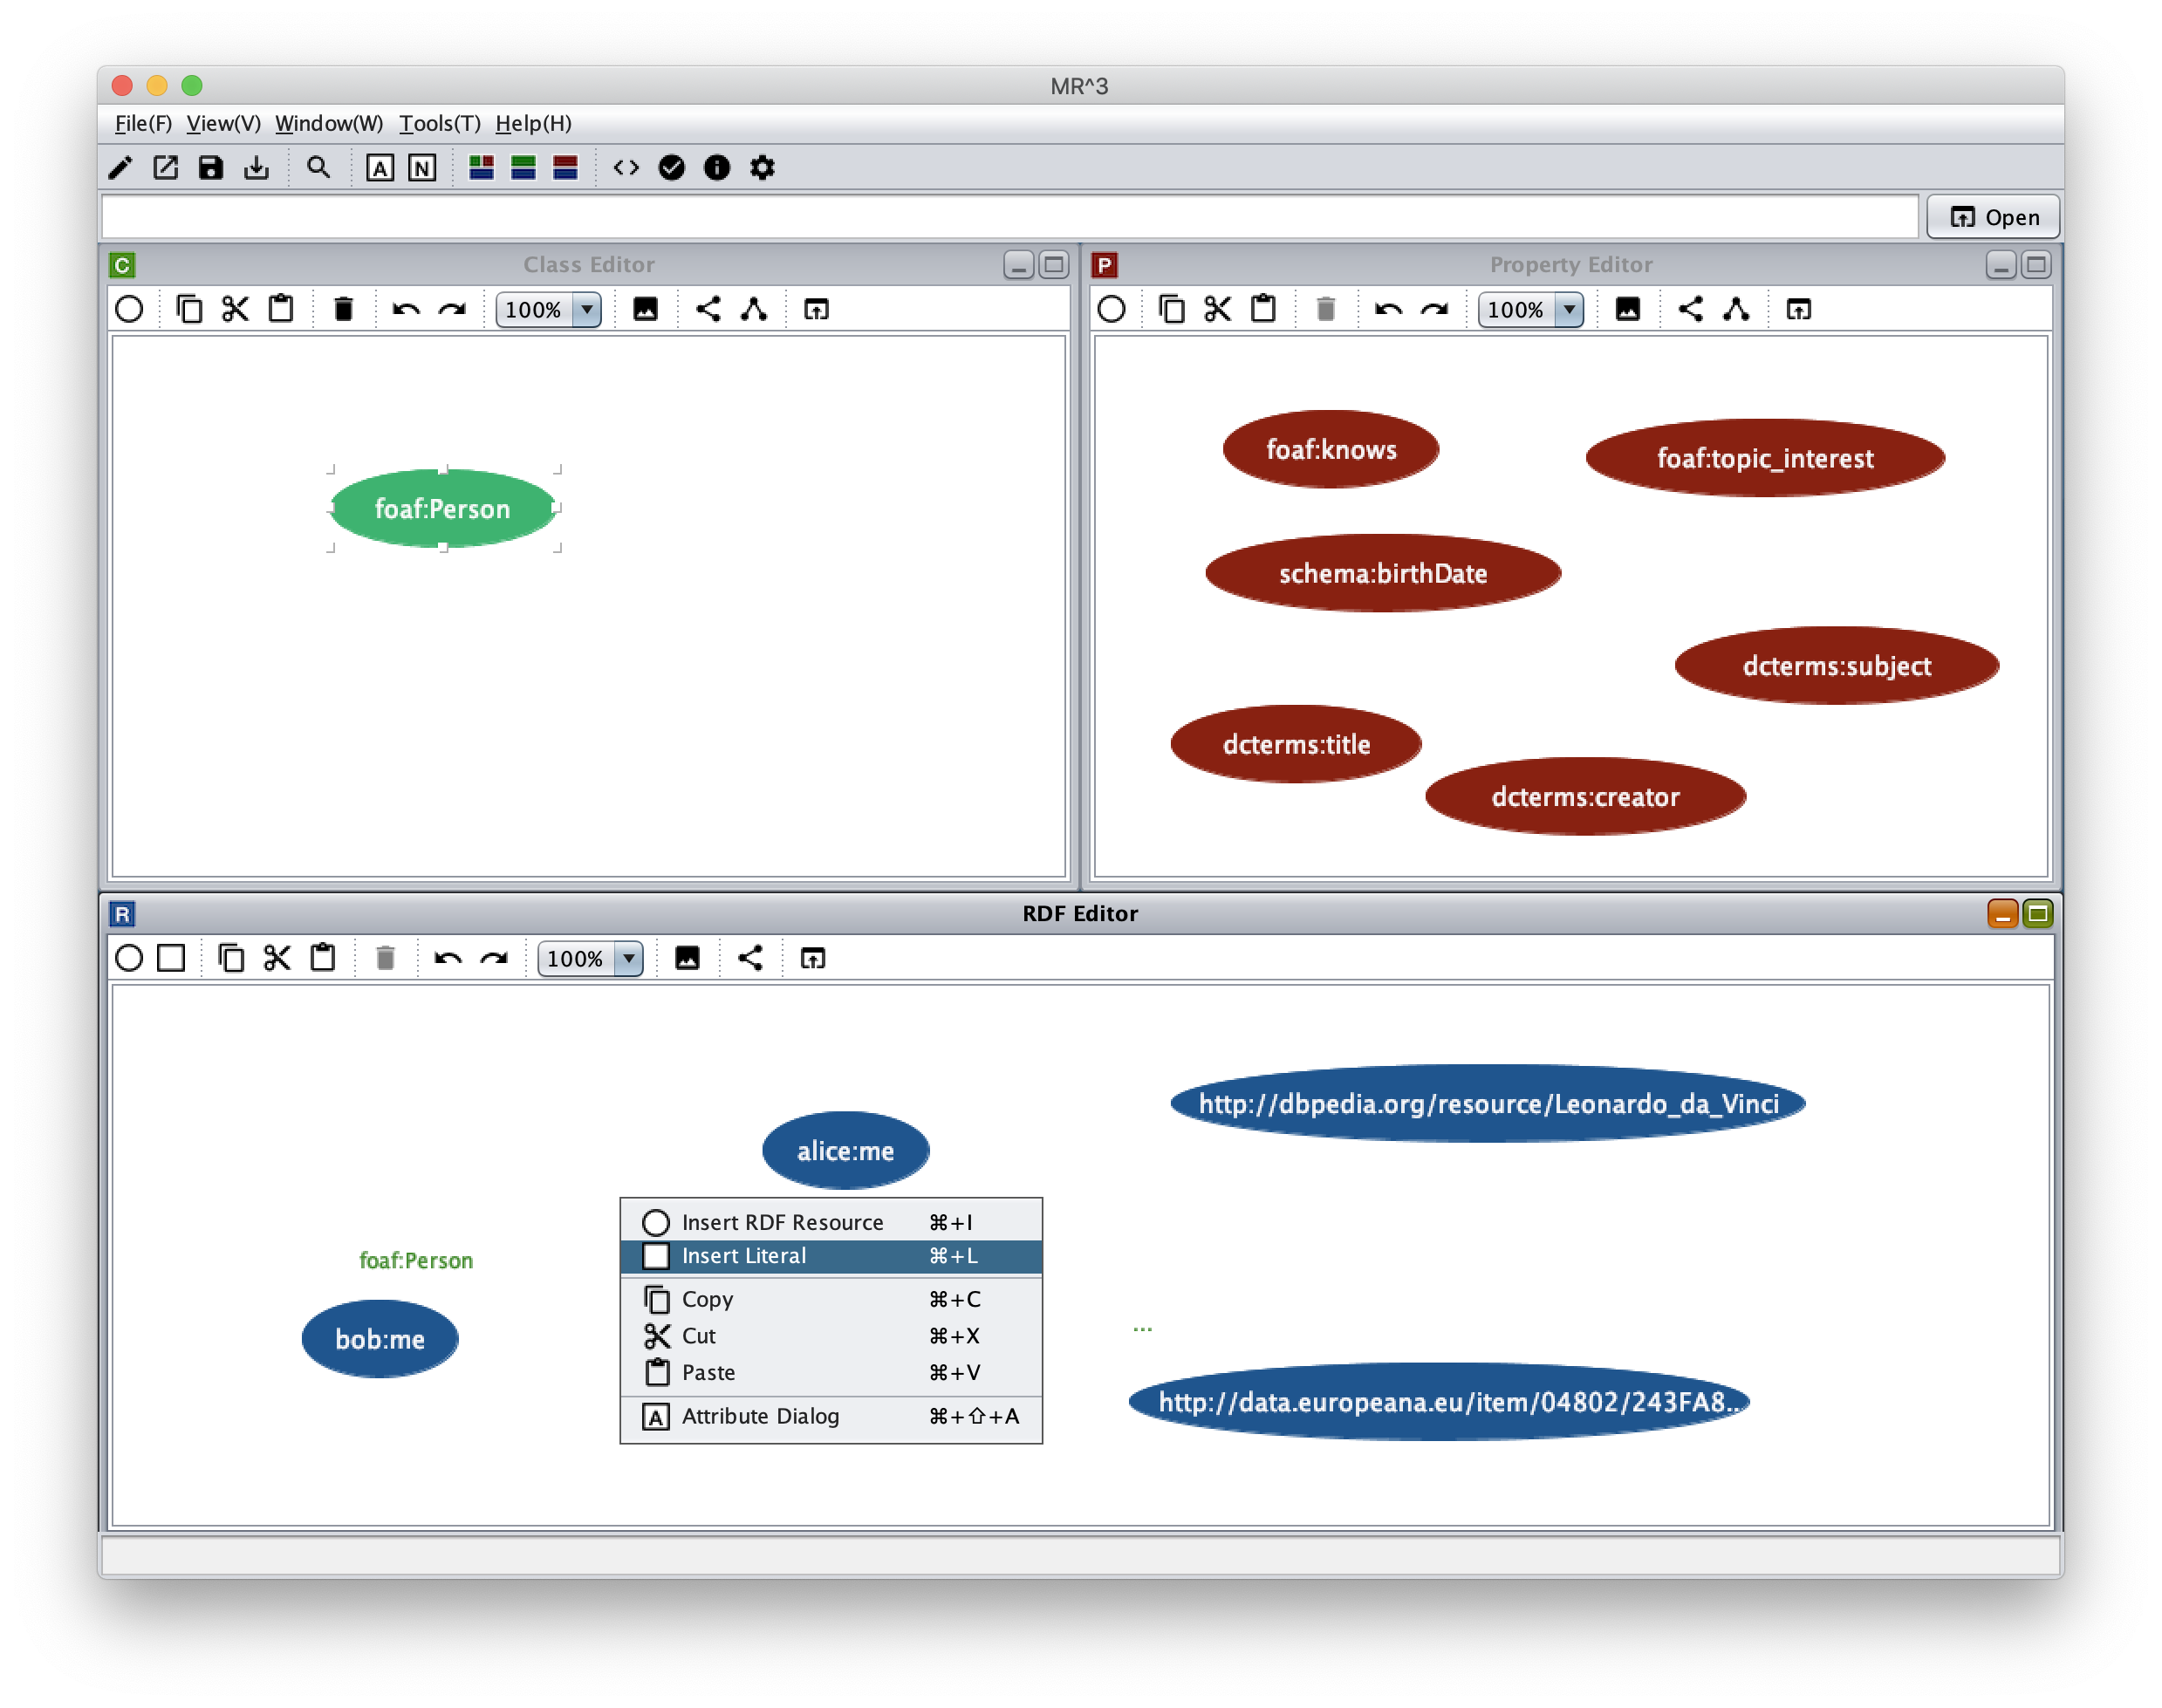 MR^3
File(F) View(V) Window(W) Tools(T) Help(H)
A N
Open
C Class Editor
P Property Editor
100%
100%
foaf:Person
foaf:knows
foaf:topic_interest
schema:birthDate
dcterms:subject
dcterms:title
dcterms:creator
R RDF Editor
100%
http://dbpedia.org/resource/Leonardo_da_Vinci
alice:me
Insert RDF Resource ⌘+I
Insert Literal ⌘+L
Copy ⌘+C
Cut ⌘+X
Paste ⌘+V
A Attribute Dialog ⌘+⇧+A
foaf:Person
bob:me
...
http://data.europeana.eu/item/04802/243FA8...